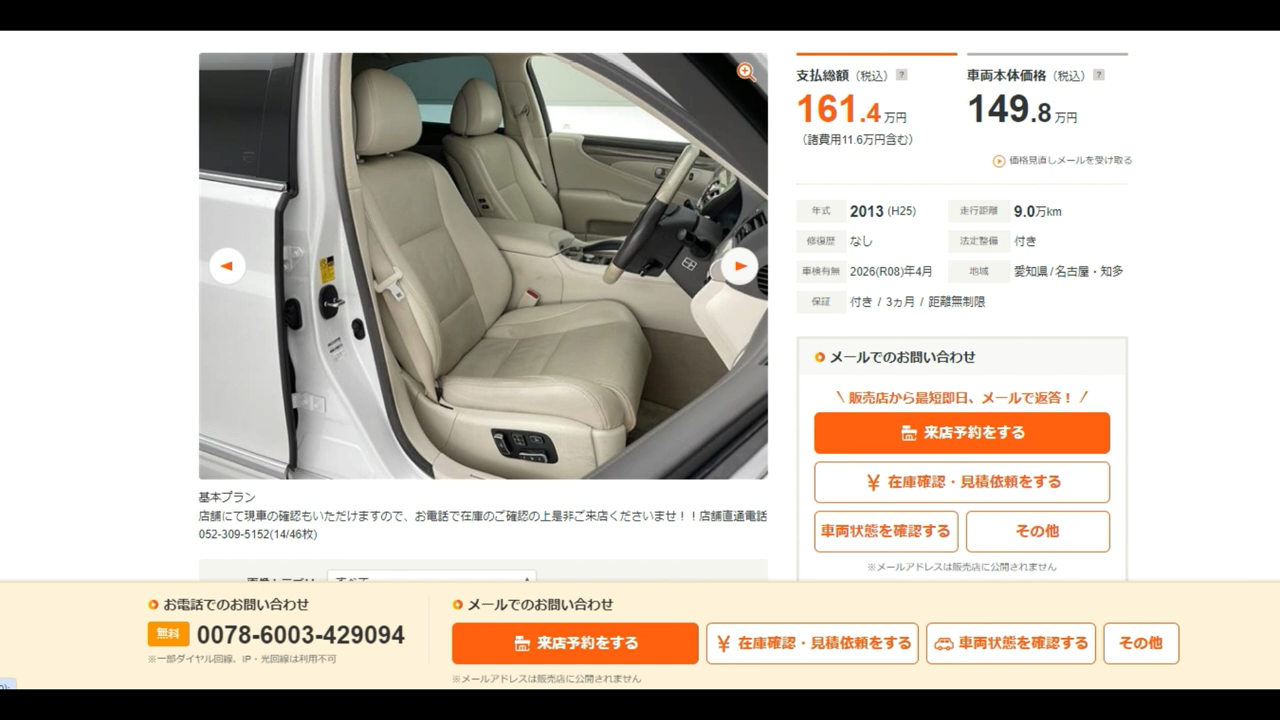 支払総額（税込）?
161.4万円
（諸費用11.6万円含む）
車両本体価格（税込）?
149.8万円
価格見直しメールを受け取る
年式 2013 (H25) 走行距離 9.0万km
修復歴 なし 法定整備 付き
車検有無 2026(R08)年4月 地域 愛知県 / 名古屋・知多
保証 付き / 3ヵ月 / 距離無制限
メールでのお問い合わせ
\ 販売店から最短即日、メールで返答！ /
来店予約をする
¥ 在庫確認・見積依頼をする
車両状態を確認する その他
※メールアドレスは販売店に公開されません
基本プラン
店舗にて現車の確認もいただけますので、お電話で在庫のご確認の上是非ご来店くださいませ！！店舗直通電話
052-309-5152(14/46枚)
お電話でのお問い合わせ
無料 0078-6003-429094
※一部ダイヤル回線、IP・光回線は利用不可
メールでのお問い合わせ
来店予約をする ¥ 在庫確認・見積依頼をする 車両状態を確認する その他
※メールアドレスは販売店に公開されません